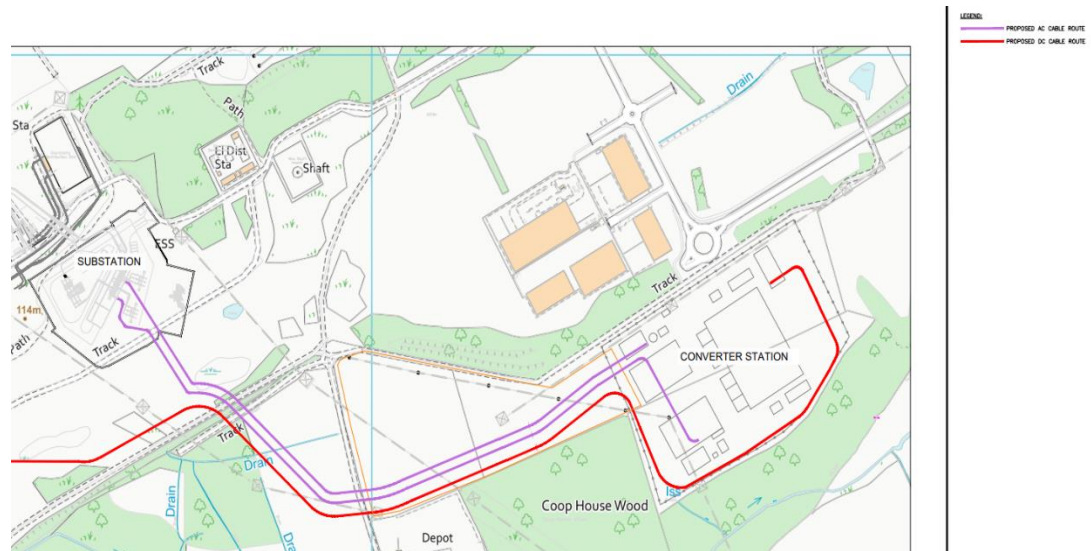 LEGEND:
PROPOSED AC CABLE ROUTE
PROPOSED DC CABLE ROUTE
Track
Drain
Path
Sta
El Dist
Sta
Shaft
ESS
SUBSTATION
114m
Path
Track
Track
CONVERTER STATION
Track
Drain
Drain
Drain
Iss
Coop House Wood
Depot